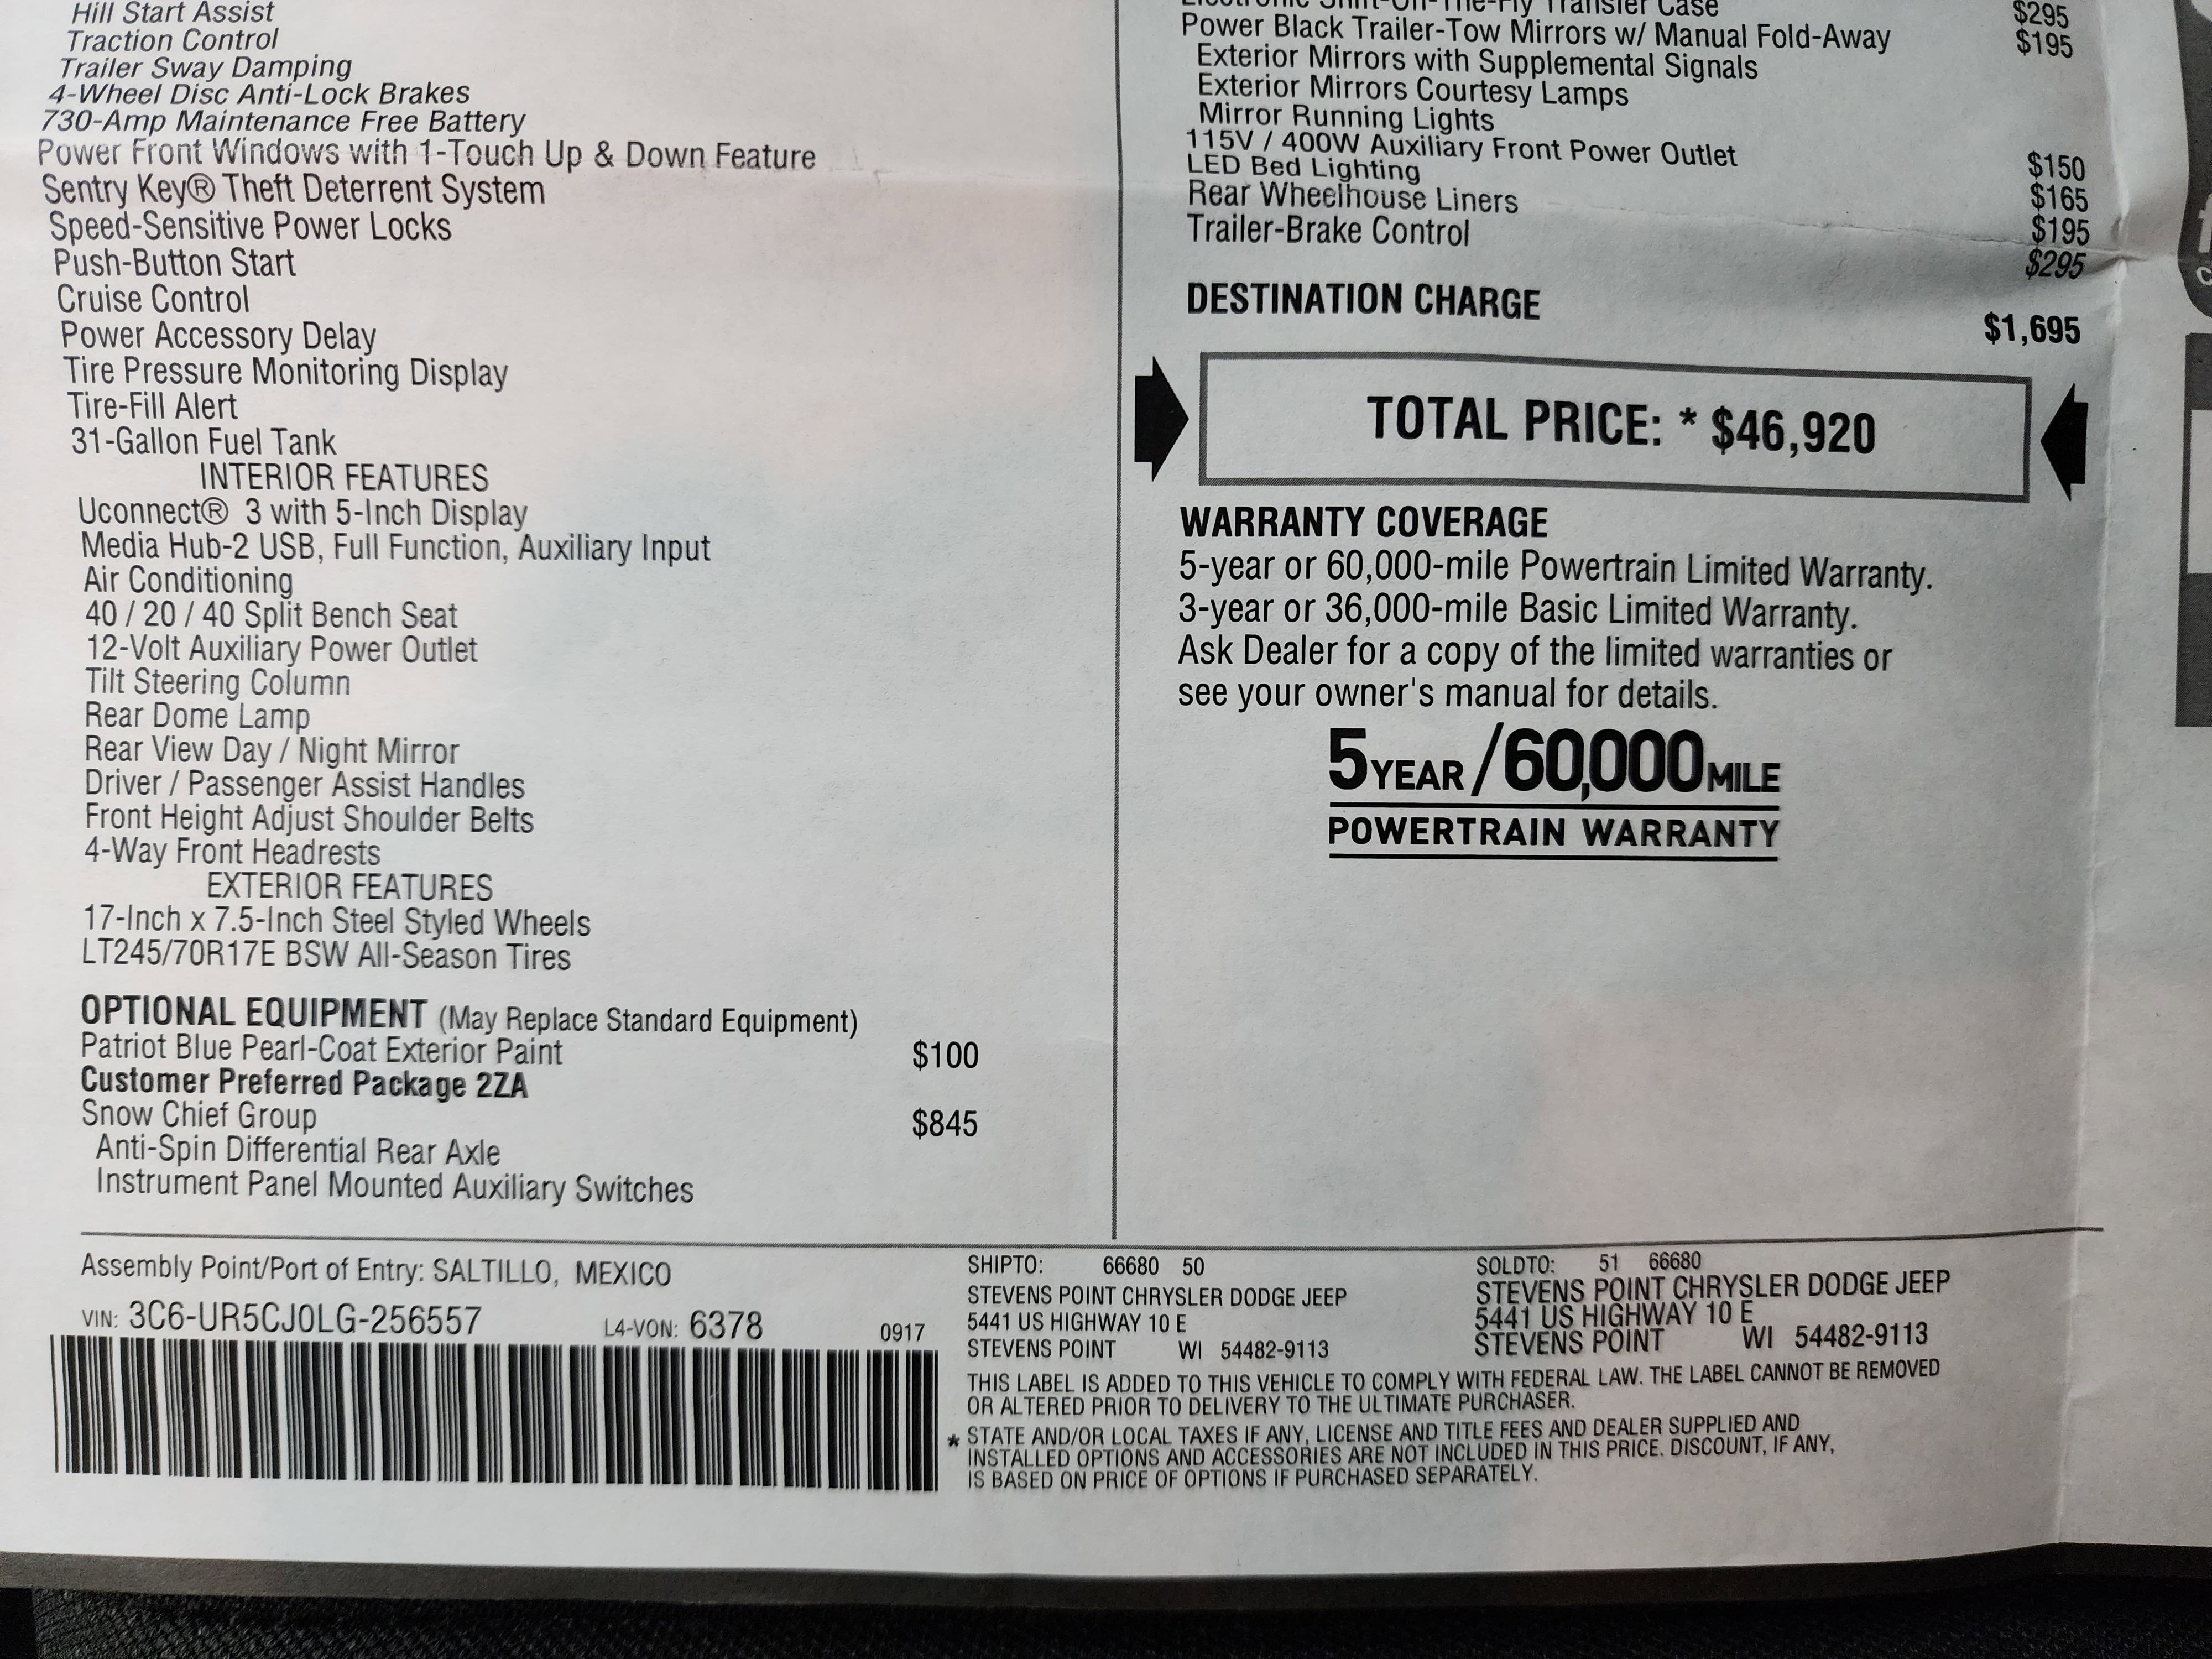 Hill Start Assist
Traction Control
Trailer Sway Damping
4-Wheel Disc Anti-Lock Brakes
730-Amp Maintenance Free Battery
Power Front Windows with 1-Touch Up & Down Feature
Sentry Key® Theft Deterrent System
Speed-Sensitive Power Locks
Push-Button Start
Cruise Control
Power Accessory Delay
Tire Pressure Monitoring Display
Tire-Fill Alert
31-Gallon Fuel Tank
INTERIOR FEATURES
Uconnect® 3 with 5-Inch Display
Media Hub-2 USB, Full Function, Auxiliary Input
Air Conditioning
40 / 20 / 40 Split Bench Seat
12-Volt Auxiliary Power Outlet
Tilt Steering Column
Rear Dome Lamp
Rear View Day / Night Mirror
Driver / Passenger Assist Handles
Front Height Adjust Shoulder Belts
4-Way Front Headrests
EXTERIOR FEATURES
17-Inch x 7.5-Inch Steel Styled Wheels
LT245/70R17E BSW All-Season Tires
OPTIONAL EQUIPMENT (May Replace Standard Equipment)
Patriot Blue Pearl-Coat Exterior Paint $100
Customer Preferred Package 2ZA
Snow Chief Group $845
Anti-Spin Differential Rear Axle
Instrument Panel Mounted Auxiliary Switches
Electronic Shift-On-The-Fly Transfer Case $295
Power Black Trailer-Tow Mirrors w/ Manual Fold-Away $195
Exterior Mirrors with Supplemental Signals
Exterior Mirrors Courtesy Lamps
Mirror Running Lights
115V / 400W Auxiliary Front Power Outlet $150
LED Bed Lighting $165
Rear Wheelhouse Liners $195
Trailer-Brake Control $295
DESTINATION CHARGE $1,695
TOTAL PRICE: * $46,920
WARRANTY COVERAGE
5-year or 60,000-mile Powertrain Limited Warranty.
3-year or 36,000-mile Basic Limited Warranty.
Ask Dealer for a copy of the limited warranties or
see your owner's manual for details.
5 YEAR / 60,000 MILE
POWERTRAIN WARRANTY
Assembly Point/Port of Entry: SALTILLO, MEXICO
VIN: 3C6-UR5CJ0LG-256557 L4-VON: 6378 0917
SHIPTO: 66680 50
STEVENS POINT CHRYSLER DODGE JEEP
5441 US HIGHWAY 10 E
STEVENS POINT WI 54482-9113
SOLDTO: 51 66680
STEVENS POINT CHRYSLER DODGE JEEP
5441 US HIGHWAY 10 E
STEVENS POINT WI 54482-9113
THIS LABEL IS ADDED TO THIS VEHICLE TO COMPLY WITH FEDERAL LAW. THE LABEL CANNOT BE REMOVED
OR ALTERED PRIOR TO DELIVERY TO THE ULTIMATE PURCHASER.
* STATE AND/OR LOCAL TAXES IF ANY, LICENSE AND TITLE FEES AND DEALER SUPPLIED AND
INSTALLED OPTIONS AND ACCESSORIES ARE NOT INCLUDED IN THIS PRICE. DISCOUNT, IF ANY,
IS BASED ON PRICE OF OPTIONS IF PURCHASED SEPARATELY.